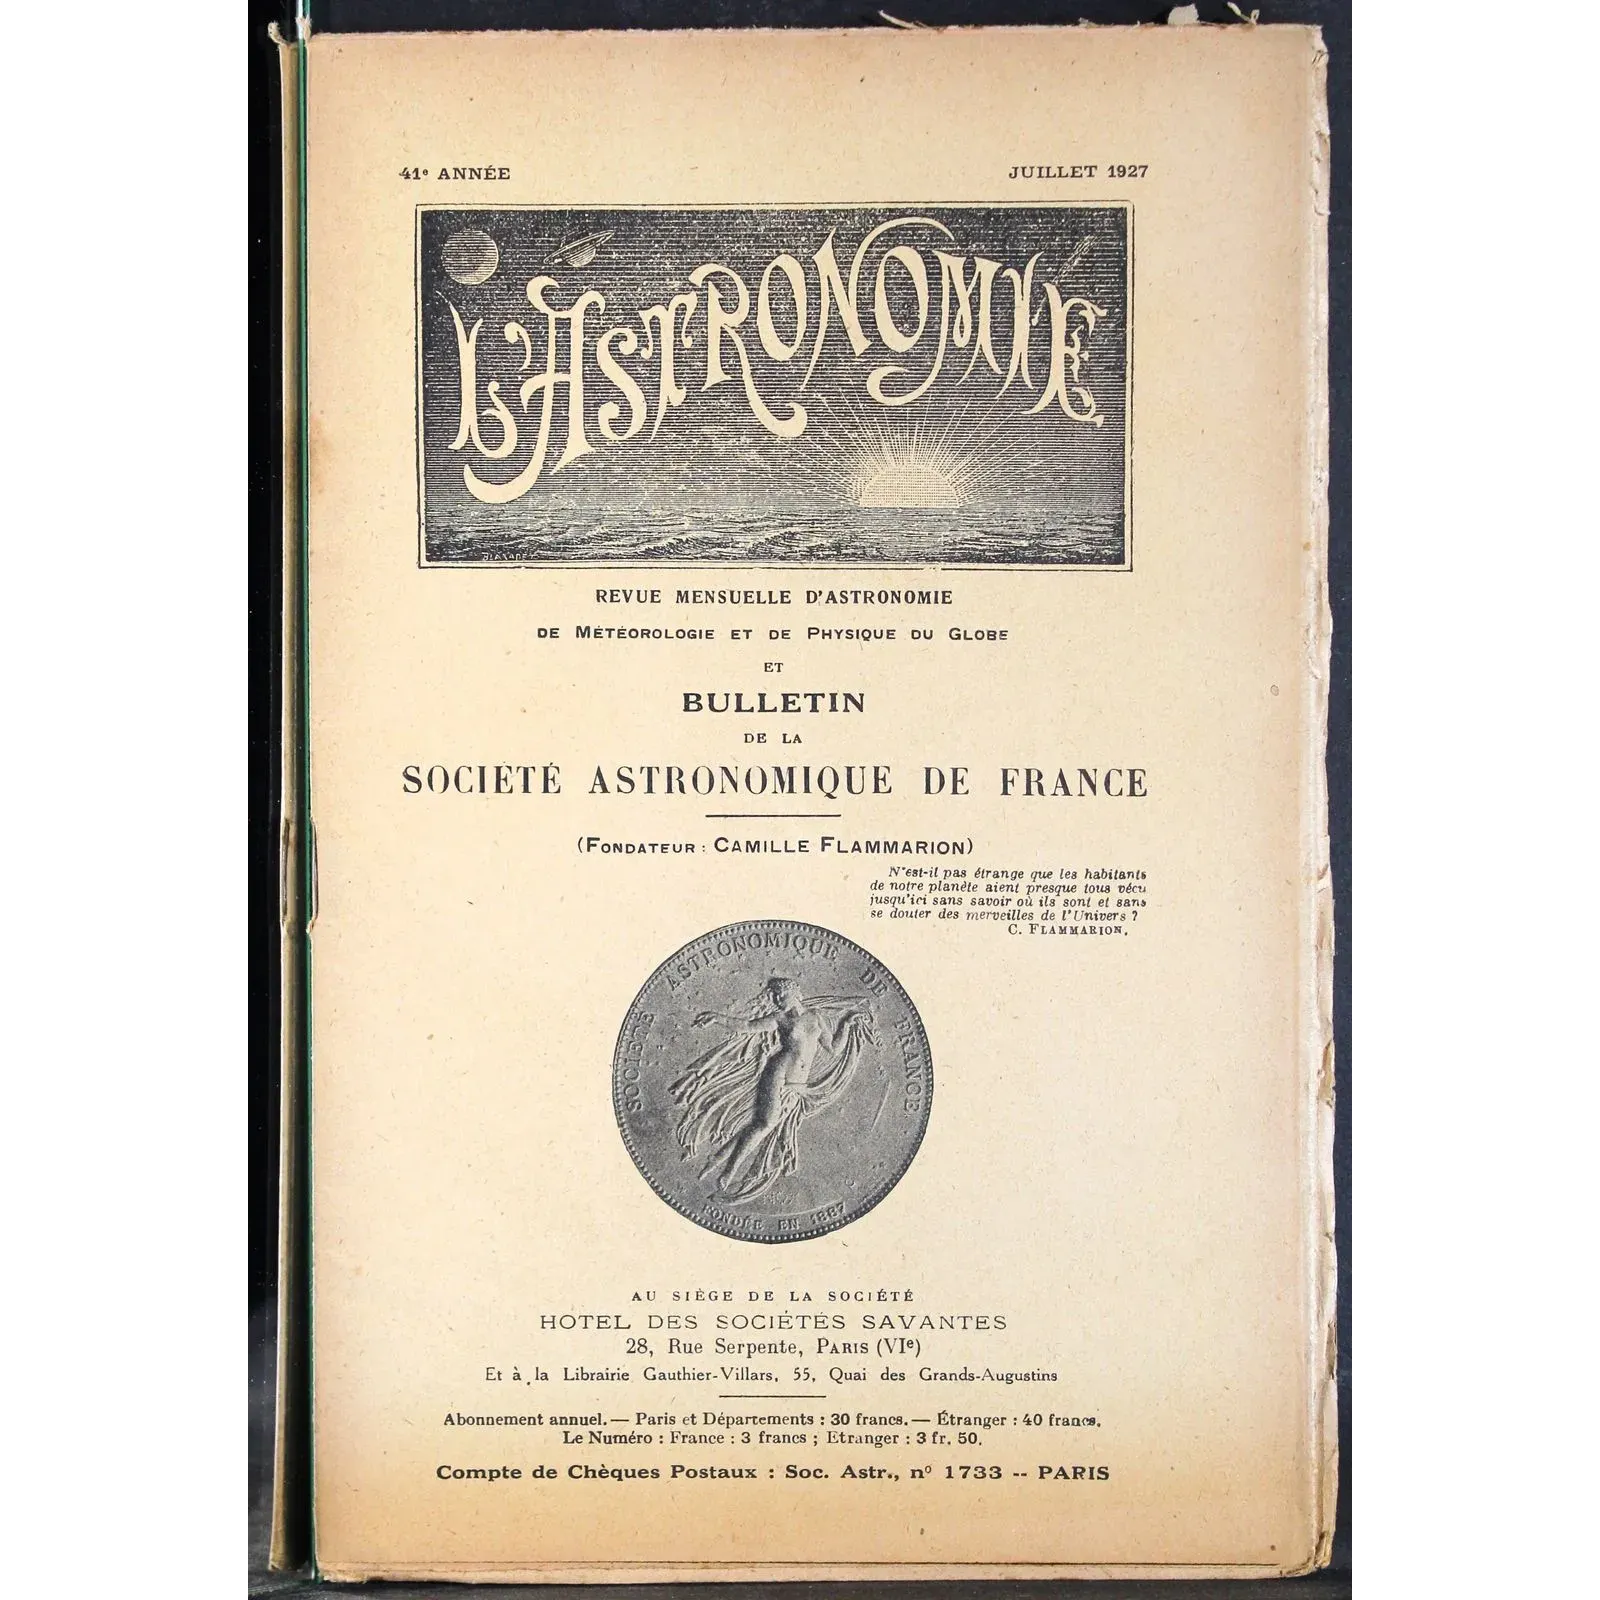 41e ANNÉE
JUILLET 1927
L'ASTRONOMIE
REVUE MENSUELLE D'ASTRONOMIE
DE MÉTÉOROLOGIE ET DE PHYSIQUE DU GLOBE
ET
BULLETIN
DE LA
SOCIÉTÉ ASTRONOMIQUE DE FRANCE
(FONDATEUR : CAMILLE FLAMMARION)
N'est-il pas étrange que les habitants
de notre planète aient presque tous vécu
jusqu'ici sans savoir où ils sont et sans
se douter des merveilles de l'Univers ?
C. FLAMMARION.
SOCIÉTÉ ASTRONOMIQUE DE FRANCE
FONDÉE EN 1887
AU SIÈGE DE LA SOCIÉTÉ
HOTEL DES SOCIÉTÉS SAVANTES
28, Rue Serpente, PARIS (VIe)
Et à la Librairie Gauthier-Villars, 55, Quai des Grands-Augustins
Abonnement annuel. — Paris et Départements : 30 francs. — Étranger : 40 francs.
Le Numéro : France : 3 francs ; Etranger : 3 fr. 50.
Compte de Chèques Postaux : Soc. Astr., no 1733 -- PARIS